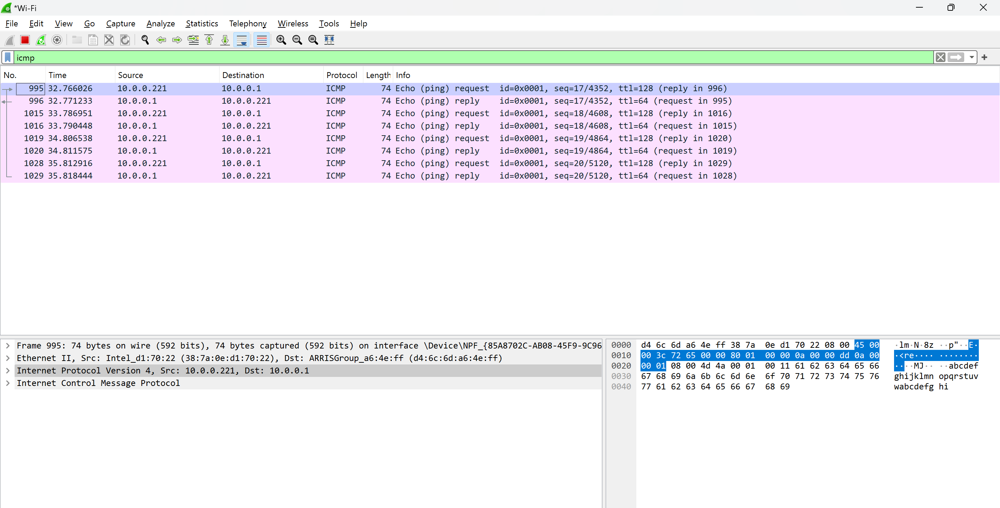 *Wi-Fi
File Edit View Go Capture Analyze Statistics Telephony Wireless Tools Help
icmp
No. Time Source Destination Protocol Length Info
995 32.766026 10.0.0.221 10.0.0.1 ICMP 74 Echo (ping) request id=0x0001, seq=17/4352, ttl=128 (reply in 996)
996 32.771233 10.0.0.1 10.0.0.221 ICMP 74 Echo (ping) reply id=0x0001, seq=17/4352, ttl=64 (request in 995)
1015 33.786951 10.0.0.221 10.0.0.1 ICMP 74 Echo (ping) request id=0x0001, seq=18/4608, ttl=128 (reply in 1016)
1016 33.790448 10.0.0.1 10.0.0.221 ICMP 74 Echo (ping) reply id=0x0001, seq=18/4608, ttl=64 (request in 1015)
1019 34.806538 10.0.0.221 10.0.0.1 ICMP 74 Echo (ping) request id=0x0001, seq=19/4864, ttl=128 (reply in 1020)
1020 34.811575 10.0.0.1 10.0.0.221 ICMP 74 Echo (ping) reply id=0x0001, seq=19/4864, ttl=64 (request in 1019)
1028 35.812916 10.0.0.221 10.0.0.1 ICMP 74 Echo (ping) request id=0x0001, seq=20/5120, ttl=128 (reply in 1029)
1029 35.818444 10.0.0.1 10.0.0.221 ICMP 74 Echo (ping) reply id=0x0001, seq=20/5120, ttl=64 (request in 1028)
Frame 995: 74 bytes on wire (592 bits), 74 bytes captured (592 bits) on interface \Device\NPF_{85A8702C-AB08-45F9-9C96
Ethernet II, Src: Intel_d1:70:22 (38:7a:0e:d1:70:22), Dst: ARRISGroup_a6:4e:ff (d4:6c:6d:a6:4e:ff)
Internet Protocol Version 4, Src: 10.0.0.221, Dst: 10.0.0.1
Internet Control Message Protocol
0000 d4 6c 6d a6 4e ff 38 7a 0e d1 70 22 08 00 45 00 ·lm·N·8z ··p"··E·
0010 00 3c 72 65 00 00 80 01 00 00 0a 00 00 dd 0a 00 ·<re···· ········
0020 00 01 08 00 4d 4a 00 01 00 11 61 62 63 64 65 66 ····MJ·· ··abcdef
0030 67 68 69 6a 6b 6c 6d 6e 6f 70 71 72 73 74 75 76 ghijklmn opqrstuv
0040 77 61 62 63 64 65 66 67 68 69 wabcdefg hi